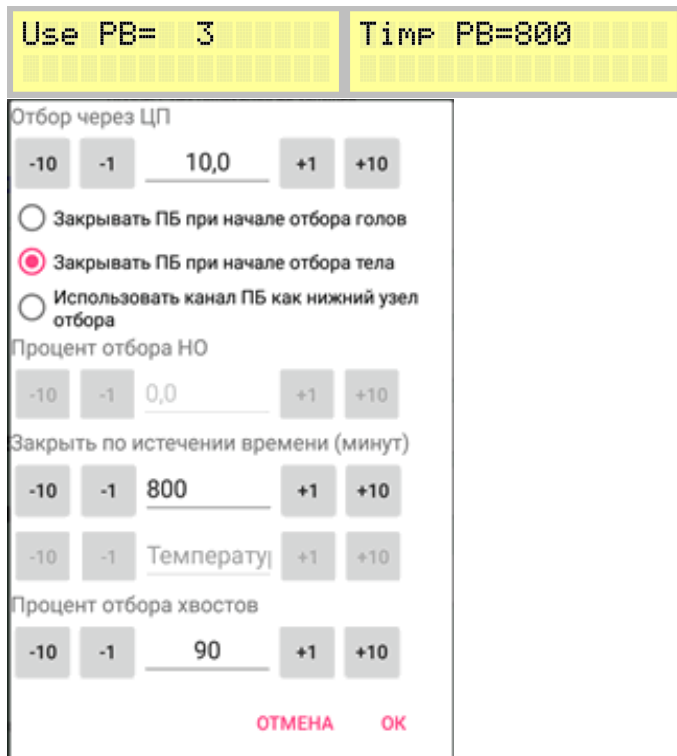 Use PB= 3
Timp PB=800
Отбор через ЦП
-10 -1 10,0 +1 +10
Закрывать ПБ при начале отбора голов
Закрывать ПБ при начале отбора тела
Использовать канал ПБ как нижний узел
отбора
Процент отбора НО
-10 -1 0,0 +1 +10
Закрыть по истечении времени (минут)
-10 -1 800 +1 +10
-10 -1 Температу +1 +10
Процент отбора хвостов
-10 -1 90 +1 +10
ОТМЕНА ОК